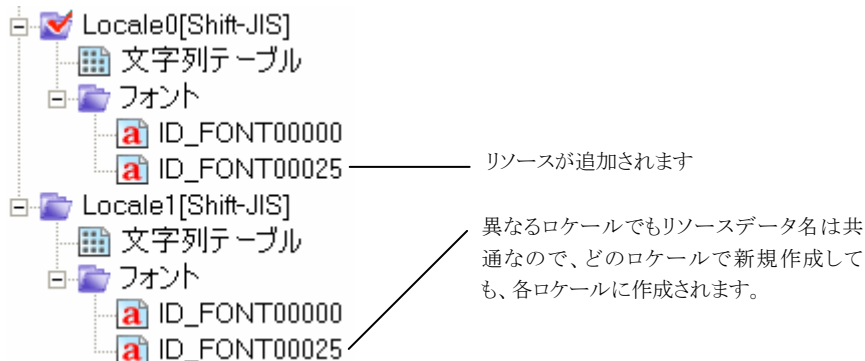 Locale0[Shift-JIS]
文字列テーブル
フォント
ID_FONT00000
ID_FONT00025
リソースが追加されます
Locale1[Shift-JIS]
文字列テーブル
フォント
ID_FONT00000
ID_FONT00025
異なるロケールでもリソースデータ名は共
通なので、どのロケールで新規作成して
も、各ロケールに作成されます。